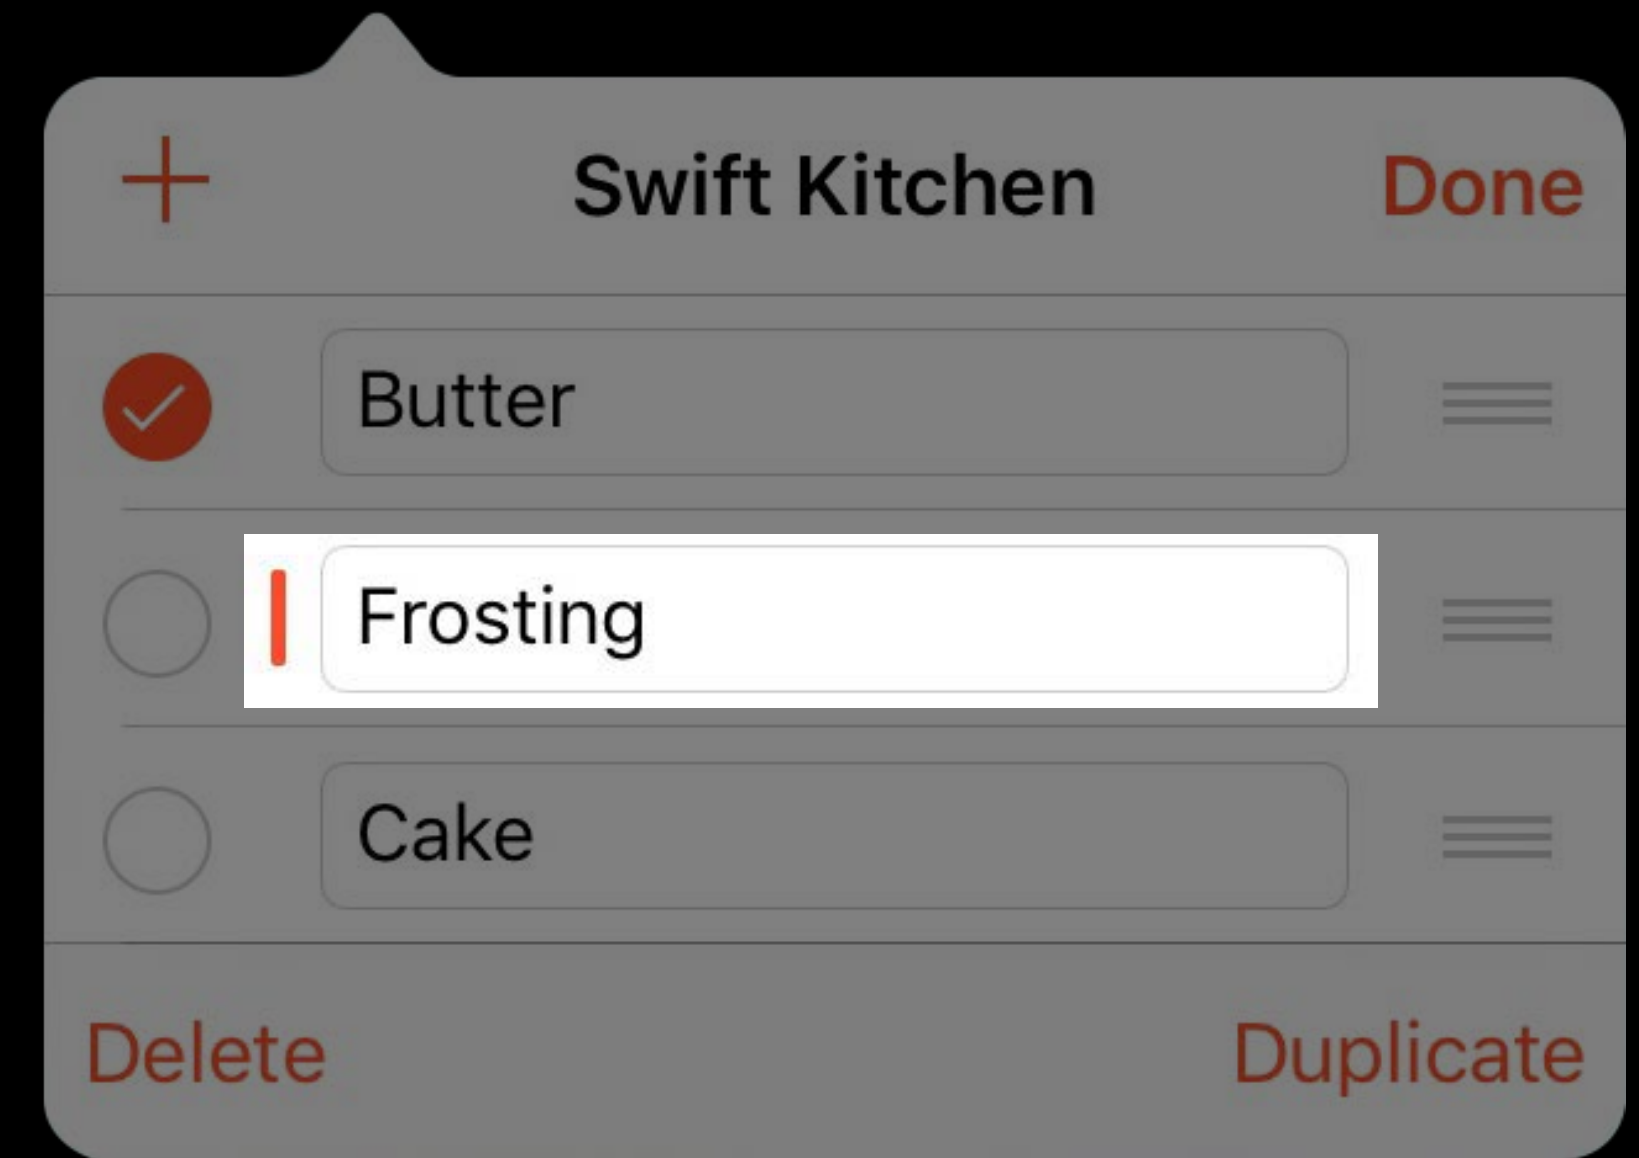 Swift Kitchen Done
Butter
Frosting
Cake
Delete Duplicate